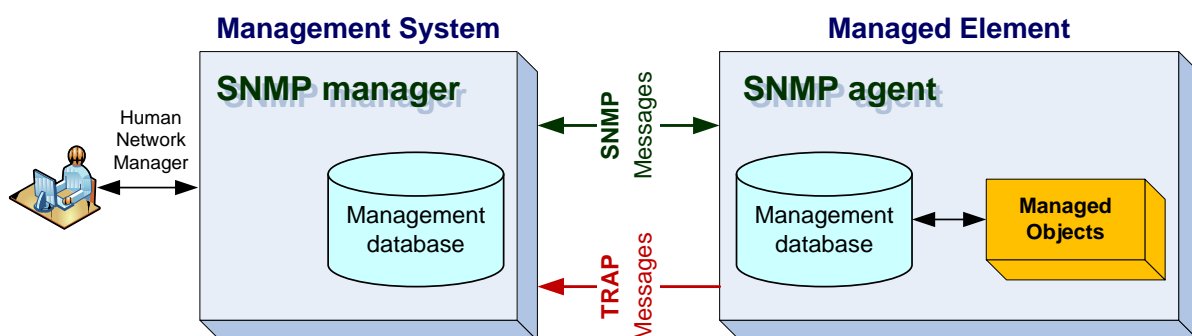 Management System
Managed Element
SNMP manager
SNMP agent
Human
Network
Manager
SNMP
Messages
Management
database
Management
database
Managed
Objects
TRAP
Messages